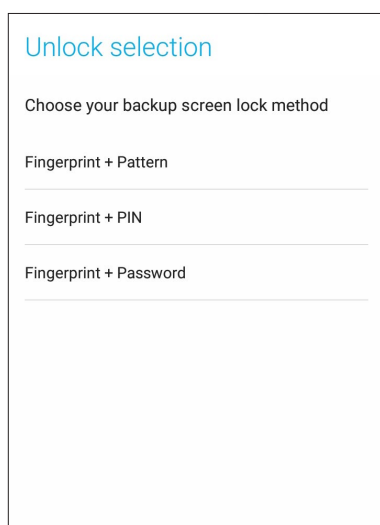 Unlock selection
Choose your backup screen lock method
Fingerprint + Pattern
Fingerprint + PIN
Fingerprint + Password